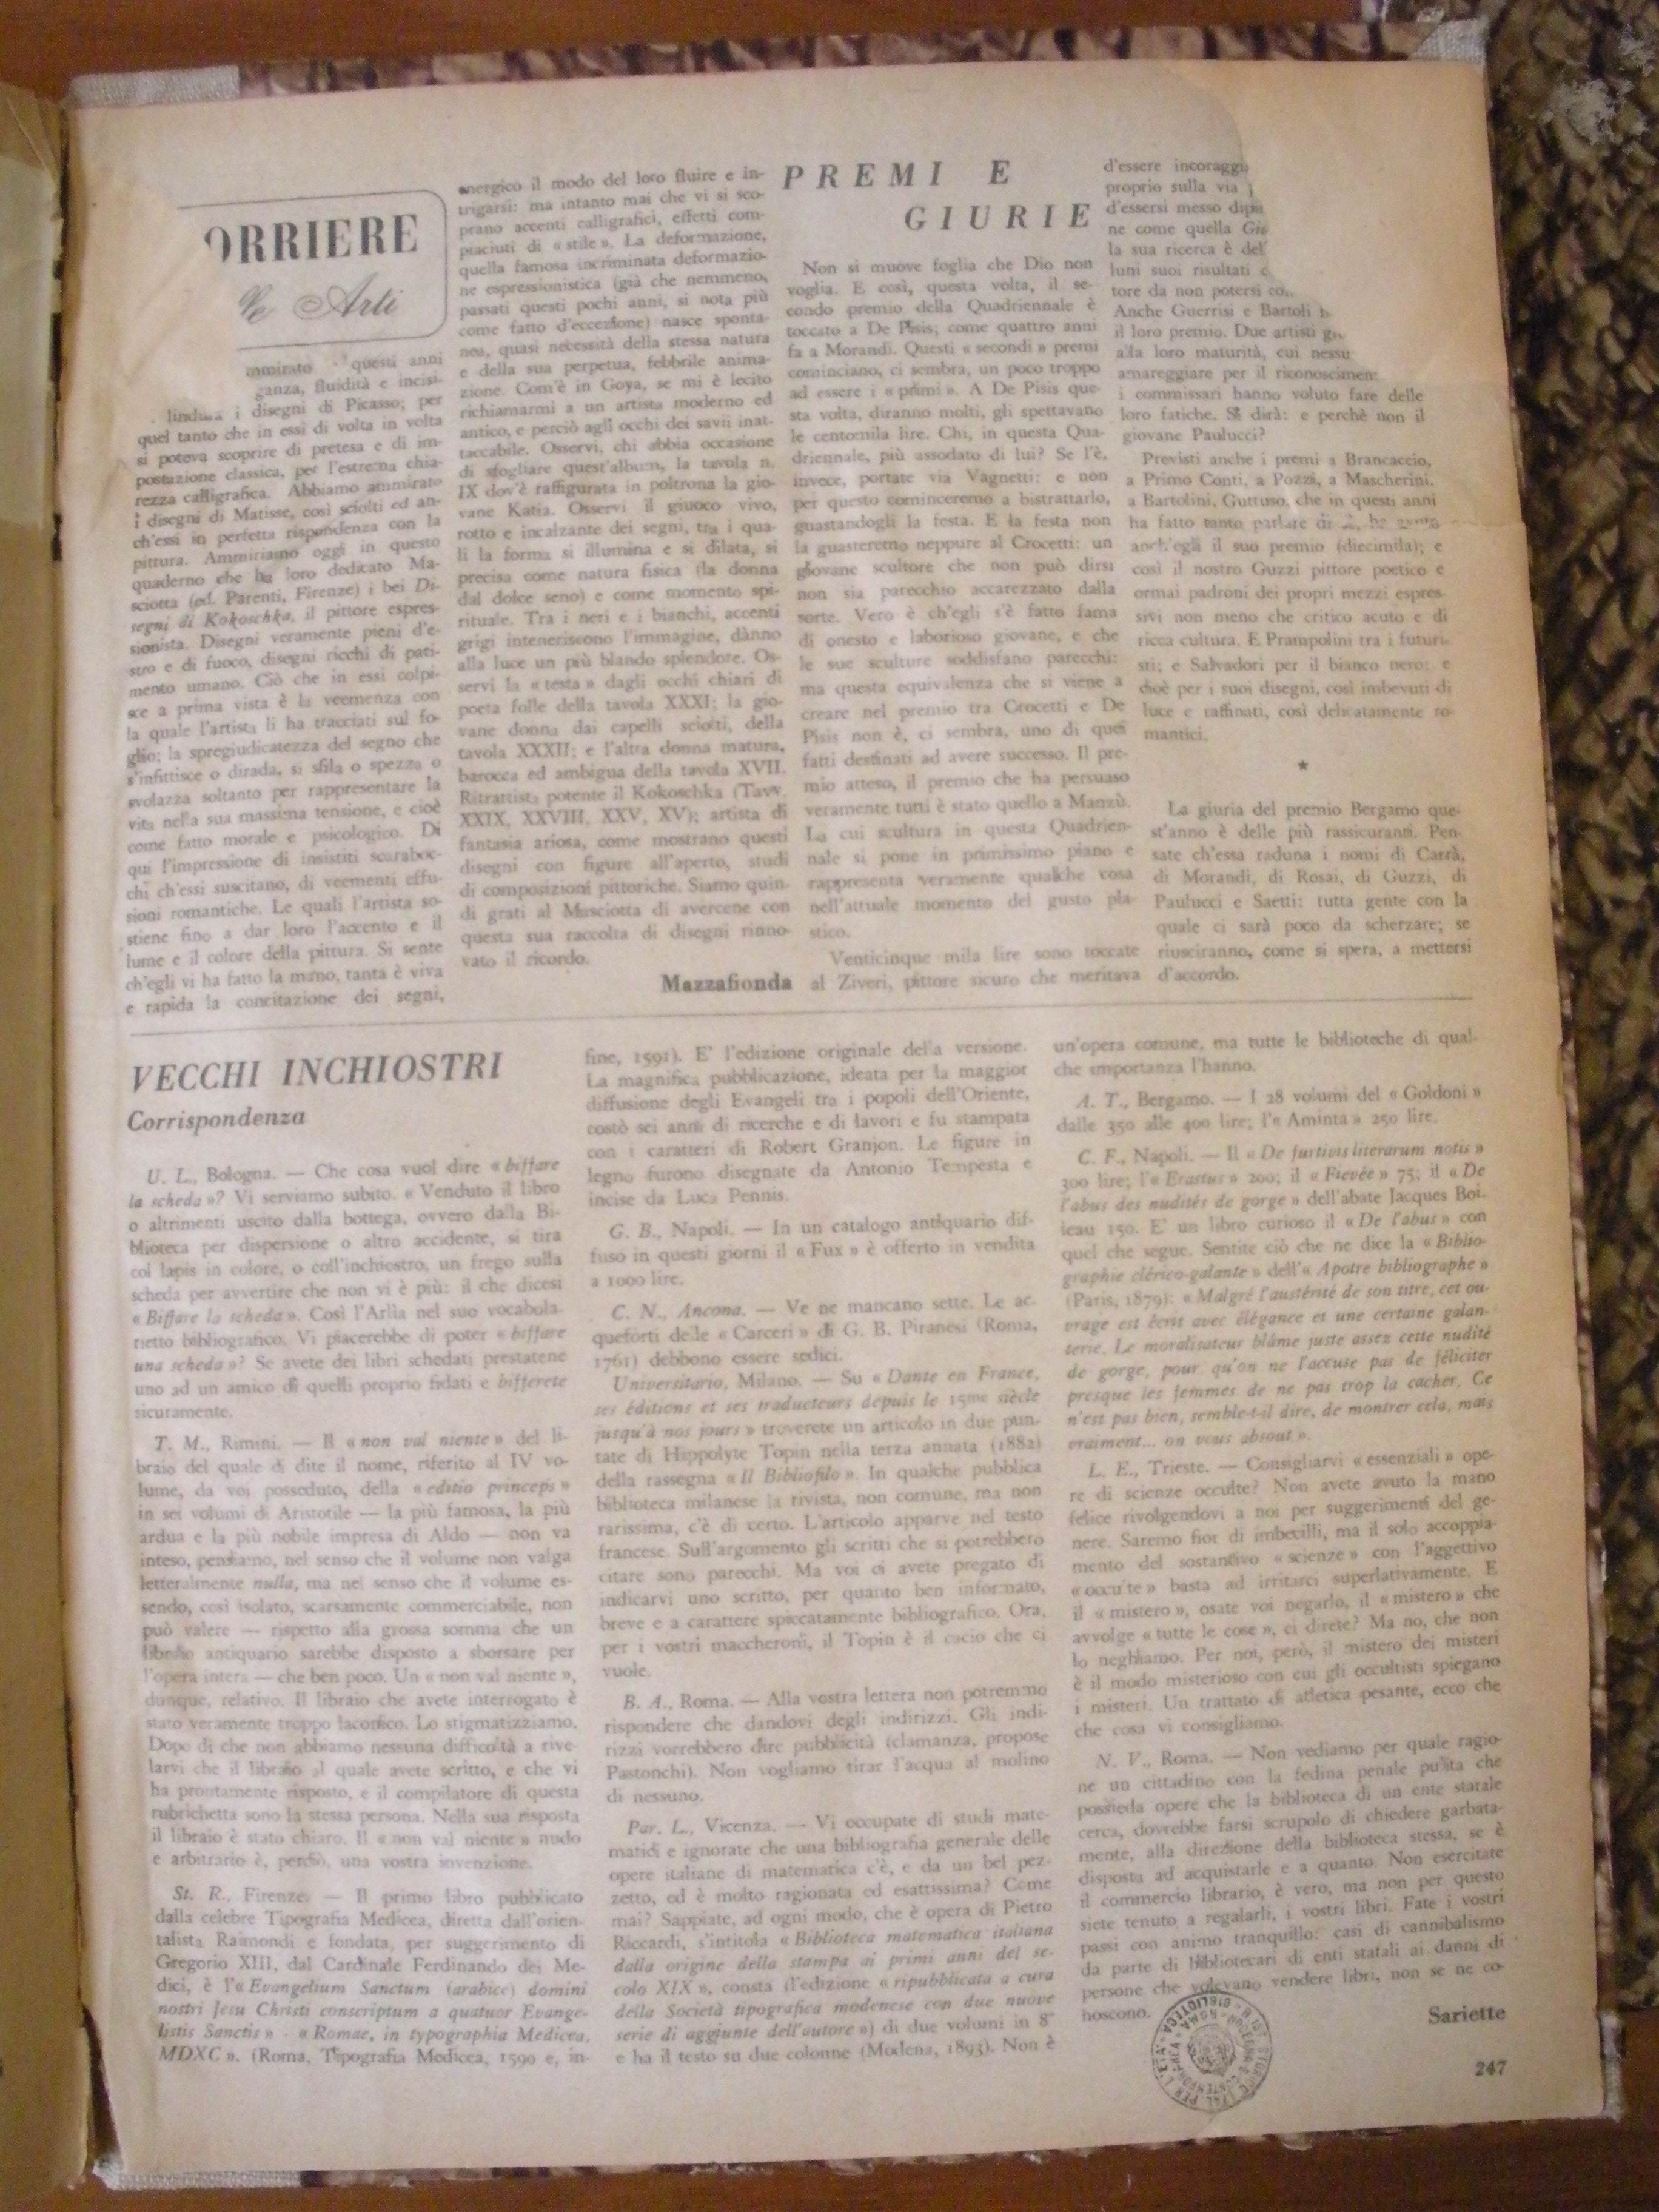 ORRIERE
Arti
questi anni
fluidità e incisi-
i disegni di Picasso; per
quel tanto che in essi di volta in volta
si poteva scoprire di pretesa e di im-
postazione classica, per l'estrema chia-
rezza calligrafica. Abbiamo ammirato
i disegni di Matisse, così sciolti ed an-
ch'essi in perfetta rispondenza con la
pittura. Ammiriamo oggi in questo
quaderno che ha loro dedicato Ma-
sciotta (ed. Parenti, Firenze) i bei Di-
segni di Kokoschka, il pittore espres-
sionista. Disegni veramente pieni d'e-
stro e di fuoco, disegni ricchi di pati-
mento umano. Ciò che in essi colpi-
sce a prima vista è la veemenza con
la quale l'artista li ha tracciati sul fo-
glio; la spregiudicatezza del segno che
s'infittisce o dirada, si sfila o spezza o
svolazza soltanto per rappresentare la
vita nella sua massima tensione, e cioè
come fatto morale e psicologico. Di
qui l'impressione di insistiti scaraboc-
chi ch'essi suscitano, di veementi effu-
sioni romantiche. Le quali l'artista so-
stiene fino a dar loro l'accento e il
lume e il colore della pittura. Si sente
ch'egli vi ha fatto la mano, tanta è viva
e rapida la concitazione dei segni,
energico il modo del loro fluire e in-
trigarsi: ma intanto mai che vi si sco-
prano accenti calligrafici, effetti com-
piaciuti di « stile ». La deformazione,
quella famosa incriminata deformazio-
ne espressionistica (già che nemmeno,
passati questi pochi anni, si nota più
come fatto d'eccezione) nasce sponta-
nea, quasi necessità della stessa natura
e della sua perpetua, febbrile anima-
zione. Com'è in Goya, se mi è lecito
richiamarmi a un artista moderno ed
antico, e perciò agli occhi dei savii inat-
taccabile. Osservi, chi abbia occasione
di sfogliare quest'album, la tavola n.
IX dov'è raffigurata in poltrona la gio-
vane Katia. Osservi il giuoco vivo,
rotto e incalzante dei segni, tra i qua-
li la forma si illumina e si dilata, si
precisa come natura fisica (la donna
dal dolce seno) e come momento spi-
rituale. Tra i neri e i bianchi, accenti
grigi inteneriscono l'immagine, dànno
alla luce un più blando splendore. Os-
servi la « testa » dagli occhi chiari di
poeta folle della tavola XXXI; la gio-
vane donna dai capelli sciolti, della
tavola XXXII; e l'altra donna matura,
barocca ed ambigua della tavola XVII.
Ritrattista potente il Kokoschka (Tavv.
XXIX, XXVIII, XXV, XV); artista di
fantasia ariosa, come mostrano questi
disegni con figure all'aperto, studi
di composizioni pittoriche. Siamo quin-
di grati al Masciotta di avercene con
questa sua raccolta di disegni rinno-
vato il ricordo.
Mazzafionda
PREMI E
GIURIE
Non si muove foglia che Dio non
voglia. E così, questa volta, il se-
condo premio della Quadriennale è
toccato a De Pisis; come quattro anni
fa a Morandi. Questi « secondi » premi
cominciano, ci sembra, un poco troppo
ad essere i « primi ». A De Pisis que-
sta volta, diranno molti, gli spettavano
le centomila lire. Chi, in questa Qua-
driennale, più assodato di lui? Se l'è,
invece, portate via Vagnetti: e non
per questo cominceremo a bistrattarlo,
guastandogli la festa. E la festa non
la guasteremo neppure al Crocetti: un
giovane scultore che non può dirsi
non sia parecchio accarezzato dalla
sorte. Vero è ch'egli s'è fatto fama
di onesto e laborioso giovane, e che
le sue sculture soddisfano parecchi:
ma questa equivalenza che si viene a
creare nel premio tra Crocetti e De
Pisis non è, ci sembra, uno di quei
fatti destinati ad avere successo. Il pre-
mio atteso, il premio che ha persuaso
veramente tutti è stato quello a Manzù.
La cui scultura in questa Quadrien-
nale si pone in primissimo piano e
rappresenta veramente qualche cosa
nell'attuale momento del gusto pla-
stico.
Venticinque mila lire sono toccate
al Ziveri, pittore sicuro che meritava
d'essere incoraggi
proprio sulla via
d'essersi messo
ne come quella
la sua ricerca è
luni suoi risultati
tore da non potersi
Anche Guerrisi e Bartoli
il loro premio. Due artisti
alla loro maturità, cui
amareggiare per il
i commissari hanno voluto fare delle
loro fatiche. Si dirà: e perchè non il
giovane Paulucci?
Previsti anche i premi a Brancaccio,
a Primo Conti, a Pozzi, a Mascherini,
a Bartolini, Guttuso, che in questi anni
ha fatto tanto parlare di
anch'egli il suo premio (diecimila); e
così il nostro Guzzi pittore poetico e
ormai padroni dei propri mezzi espres-
sivi non meno che critico acuto e di
ricca cultura. E Prampolini tra i futuri-
sti; e Salvadori per il bianco nero: e
cioè per i suoi disegni, così imbevuti di
luce e raffinati, così delicatamente ro-
mantici.
*
La giuria del premio Bergamo que-
st'anno è delle più rassicuranti. Pen-
sate ch'essa raduna i nomi di Carrà,
di Morandi, di Rosai, di Guzzi, di
Paulucci e Saetti: tutta gente con la
quale ci sarà poco da scherzare; se
riusciranno, come si spera, a mettersi
d'accordo.
VECCHI INCHIOSTRI
Corrispondenza
U. L., Bologna. — Che cosa vuol dire « biffare
la scheda »? Vi serviamo subito. « Venduto il libro
o altrimenti uscito dalla bottega, ovvero dalla Bi-
blioteca per dispersione o altro accidente, si tira
col lapis in colore, o coll'inchiostro, un frego sulla
scheda per avvertire che non vi è più: il che dicesi
« Biffare la scheda ». Così l'Arlìa nel suo vocabola-
rietto bibliografico. Vi piacerebbe di poter « biffare
una scheda »? Se avete dei libri schedati prestatene
uno ad un amico di quelli proprio fidati e bifferete
sicuramente.
T. M., Rimini. — Il « non val niente » del li-
braio del quale ci dite il nome, riferito al IV vo-
lume, da voi posseduto, della « editio princeps »
in sei volumi di Aristotile — la più famosa, la più
ardua e la più nobile impresa di Aldo — non va
inteso, pensiamo, nel senso che il volume non valga
letteralmente nulla, ma nel senso che il volume es-
sendo, così isolato, scarsamente commerciabile, non
può valere — rispetto alla grossa somma che un
libraio antiquario sarebbe disposto a sborsare per
l'opera intera — che ben poco. Un « non val niente »,
dunque, relativo. Il libraio che avete interrogato è
stato veramente troppo laconico. Lo stigmatizziamo.
Dopo di che non abbiamo nessuna difficoltà a rive-
larvi che il libraio al quale avete scritto, e che vi
ha prontamente risposto, e il compilatore di questa
rubrichetta sono la stessa persona. Nella sua risposta
il libraio è stato chiaro. Il « non val niente » nudo
e arbitrario è, perciò, una vostra invenzione.
St. R., Firenze. — Il primo libro pubblicato
dalla celebre Tipografia Medicea, diretta dall'orien-
talista Raimondi e fondata, per suggerimento di
Gregorio XIII, dal Cardinale Ferdinando dei Me-
dici, è l'« Evangelium Sanctum (arabice) domini
nostri Jesu Christi conscriptum a quatuor Evange-
listis Sanctis » - « Romae, in typographia Medicea,
MDXC ». (Roma, Tipografia Medicea, 1590 e, in-
fine, 1591). E' l'edizione originale della versione.
La magnifica pubblicazione, ideata per la maggior
diffusione degli Evangeli tra i popoli dell'Oriente,
costò sei anni di ricerche e di lavori e fu stampata
con i caratteri di Robert Granjon. Le figure in
legno furono disegnate da Antonio Tempesta e
incise da Luca Pennis.
G. B., Napoli. — In un catalogo antiquario dif-
fuso in questi giorni il « Fux » è offerto in vendita
a 1000 lire.
C. N., Ancona. — Ve ne mancano sette. Le ac-
queforti delle « Carceri » di G. B. Piranesi (Roma,
1761) debbono essere sedici.
Universitario, Milano. — Su « Dante en France,
ses éditions et ses traducteurs depuis le 15me siècle
jusqu'à nos jours » troverete un articolo in due pun-
tate di Hippolyte Topin nella terza annata (1882)
della rassegna « Il Bibliofilo ». In qualche pubblica
biblioteca milanese la rivista, non comune, ma non
rarissima, c'è di certo. L'articolo apparve nel testo
francese. Sull'argomento gli scritti che si potrebbero
citare sono parecchi. Ma voi ci avete pregato di
indicarvi uno scritto, per quanto ben informato,
breve e a carattere spiccatamente bibliografico. Ora,
per i vostri maccheroni, il Topin è il cacio che ci
vuole.
B. A., Roma. — Alla vostra lettera non potremmo
rispondere che dandovi degli indirizzi. Gli indi-
rizzi vorrebbero dire pubblicità (clamanza, propose
Pastonchi). Non vogliamo tirar l'acqua al molino
di nessuno.
Par. L., Vicenza. — Vi occupate di studi mate-
matici e ignorate che una bibliografia generale delle
opere italiane di matematica c'è, e da un bel pez-
zetto, ed è molto ragionata ed esattissima? Come
mai? Sappiate, ad ogni modo, che è opera di Pietro
Riccardi, s'intitola « Biblioteca matematica italiana
dalla origine della stampa ai primi anni del se-
colo XIX », consta (l'edizione « ripubblicata a cura
della Società tipografica modenese con due nuove
serie di aggiunte dell'autore ») di due volumi in 8°
e ha il testo su due colonne (Modena, 1893). Non è
un'opera comune, ma tutte le biblioteche di qual-
che importanza l'hanno.
A. T., Bergamo. — I 28 volumi del « Goldoni »
dalle 350 alle 400 lire; l'« Aminta » 250 lire.
C. F., Napoli. — Il « De furtivis literarum notis »
300 lire; l'« Erastus » 200; il « Fievée » 75; il « De
l'abus des nudités de gorge » dell'abate Jacques Boi-
leau 150. E' un libro curioso il « De l'abus » con
quel che segue. Sentite ciò che ne dice la « Biblio-
graphie clérico-galante » dell'« Apotre bibliographe »
(Paris, 1879): « Malgré l'austérité de son titre, cet ou-
vrage est écrit avec élégance et une certaine galan-
terie. Le moralisateur blâme juste assez cette nudité
de gorge, pour qu'on ne l'accuse pas de féliciter
presque les femmes de ne pas trop la cacher. Ce
n'est pas bien, semble-t-il dire, de montrer cela, mais
vraiment... on vous absout ».
L. E., Trieste. — Consigliarvi « essenziali » ope-
re di scienze occulte? Non avete avuto la mano
felice rivolgendovi a noi per suggerimenti del ge-
nere. Saremo fior di imbecilli, ma il solo accoppia-
mento del sostantivo « scienze » con l'aggettivo
« occulte » basta ad irritarci superlativamente. E
il « mistero », osate voi negarlo, il « mistero » che
avvolge « tutte le cose », ci direte? Ma no, che non
lo neghiamo. Per noi, però, il mistero dei misteri
è il modo misterioso con cui gli occultisti spiegano
i misteri. Un trattato di atletica pesante, ecco che
che cosa vi consigliamo.
N. V., Roma. — Non vediamo per quale ragio-
ne un cittadino con la fedina penale pulita che
possieda opere che la biblioteca di un ente statale
cerca, dovrebbe farsi scrupolo di chiedere garbata-
mente, alla direzione della biblioteca stessa, se è
disposta ad acquistarle e a quanto. Non esercitate
il commercio librario, è vero, ma non per questo
siete tenuto a regalarli, i vostri libri. Fate i vostri
passi con animo tranquillo: casi di cannibalismo
da parte di bibliotecari di enti statali ai danni di
persone che volevano vendere libri, non se ne co-
noscono.
Sariette
247